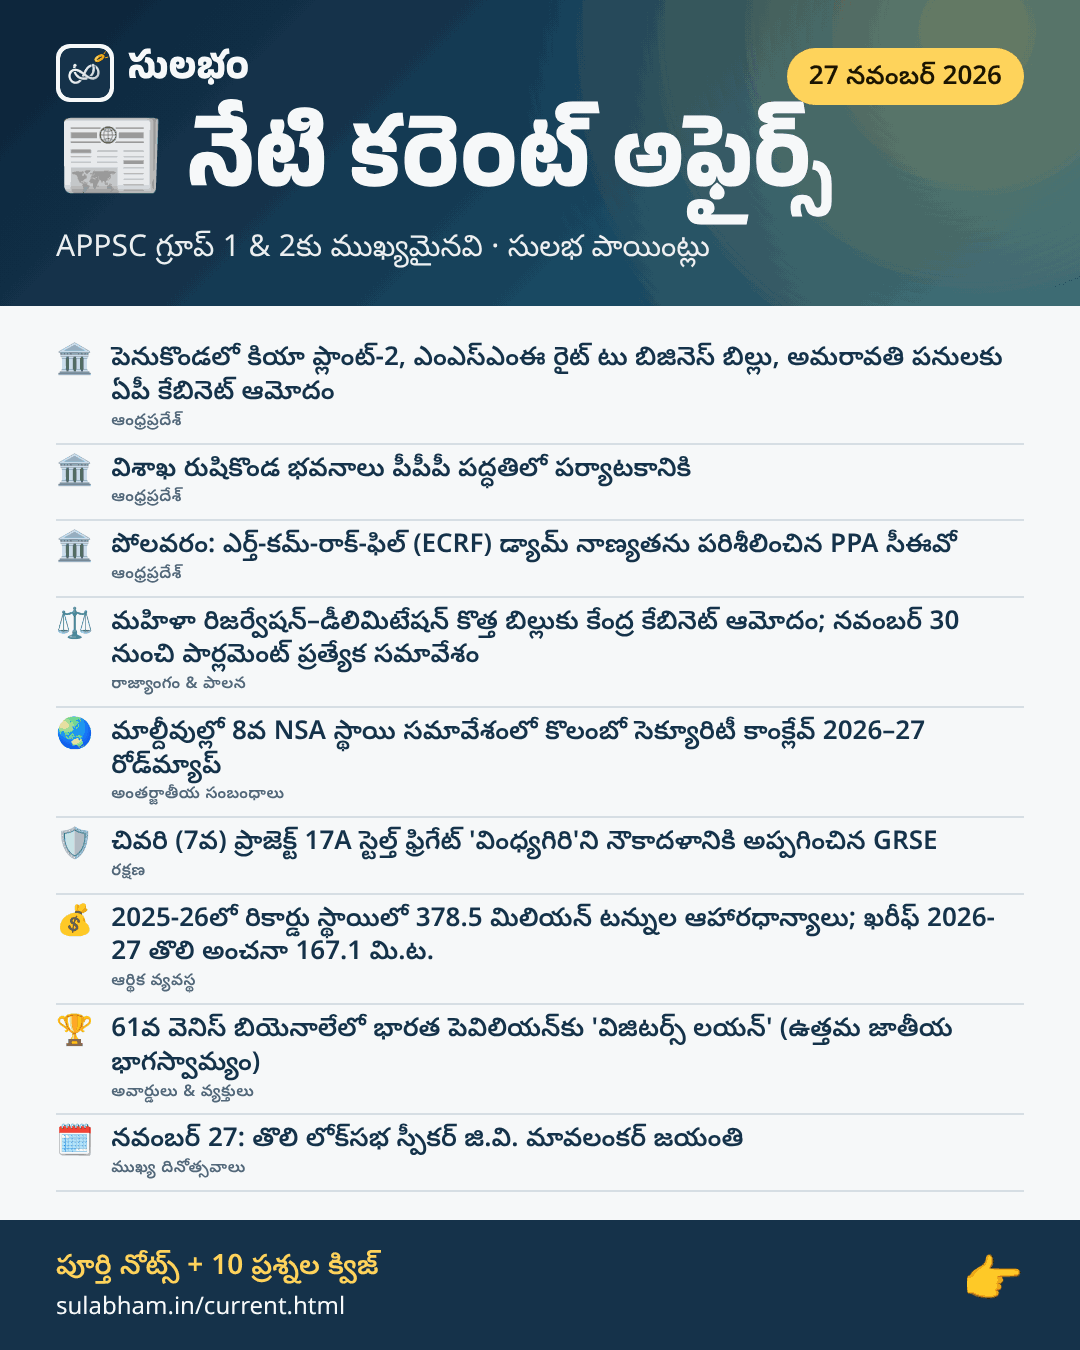 సులభం
27 నవంబర్ 2026
నేటి కరెంట్ అఫైర్స్
APPSC గ్రూప్ 1 & 2కు ముఖ్యమైనవి · సులభ పాయింట్లు
పెనుకొండలో కియా ప్లాంట్-2, ఎంఎస్ఎంఈ రైట్ టు బిజినెస్ బిల్లు, అమరావతి పనులకు
ఏపీ కేబినెట్ ఆమోదం
ఆంధ్రప్రదేశ్
విశాఖ రుషికొండ భవనాలు పీపీపీ పద్ధతిలో పర్యాటకానికి
ఆంధ్రప్రదేశ్
పోలవరం: ఎర్త్-కమ్-రాక్-ఫిల్ (ECRF) డ్యామ్ నాణ్యతను పరిశీలించిన PPA సీఈవో
ఆంధ్రప్రదేశ్
మహిళా రిజర్వేషన్–డీలిమిటేషన్ కొత్త బిల్లుకు కేంద్ర కేబినెట్ ఆమోదం; నవంబర్ 30
నుంచి పార్లమెంట్ ప్రత్యేక సమావేశం
రాజ్యాంగం & పాలన
మాల్దీవుల్లో 8వ NSA స్థాయి సమావేశంలో కొలంబో సెక్యూరిటీ కాంక్లేవ్ 2026–27
రోడ్‌మ్యాప్
అంతర్జాతీయ సంబంధాలు
చివరి (7వ) ప్రాజెక్ట్ 17A స్టెల్త్ ఫ్రిగేట్ 'వింధ్యగిరి'ని నౌకాదళానికి అప్పగించిన GRSE
రక్షణ
2025-26లో రికార్డు స్థాయిలో 378.5 మిలియన్ టన్నుల ఆహారధాన్యాలు; ఖరీఫ్ 2026-
27 తొలి అంచనా 167.1 మి.ట.
ఆర్థిక వ్యవస్థ
61వ వెనిస్ బియెనాలేలో భారత పెవిలియన్‌కు 'విజిటర్స్ లయన్' (ఉత్తమ జాతీయ
భాగస్వామ్యం)
అవార్డులు & వ్యక్తులు
నవంబర్ 27: తొలి లోక్‌సభ స్పీకర్ జి.వి. మావలంకర్ జయంతి
ముఖ్య దినోత్సవాలు
పూర్తి నోట్స్ + 10 ప్రశ్నల క్విజ్
sulabham.in/current.html